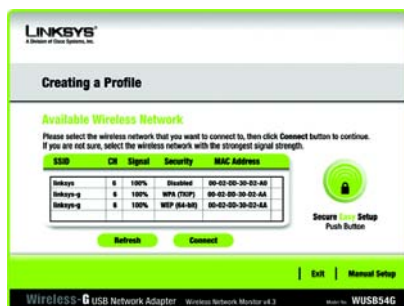 LINKSYS®
A Division of Cisco Systems, Inc.
Creating a Profile
Available Wireless Network
Please select the wireless network that you want to connect to, then click Connect button to continue.
If you are not sure, select the wireless network with the strongest signal strength.
SSID CH Signal Security MAC Address
linksys 6 100% Disabled 00-02-DD-30-D2-A0
linksys-g 6 100% WPA (TKIP) 00-02-DD-30-D2-AA
linksys-g 6 100% WEP (64-bit) 00-02-DD-30-D2-AA
Refresh Connect
Secure Easy Setup
Push Button
Exit Manual Setup
Wireless-G USB Network Adapter Wireless Network Monitor v4.3 Model No. WUSB54G